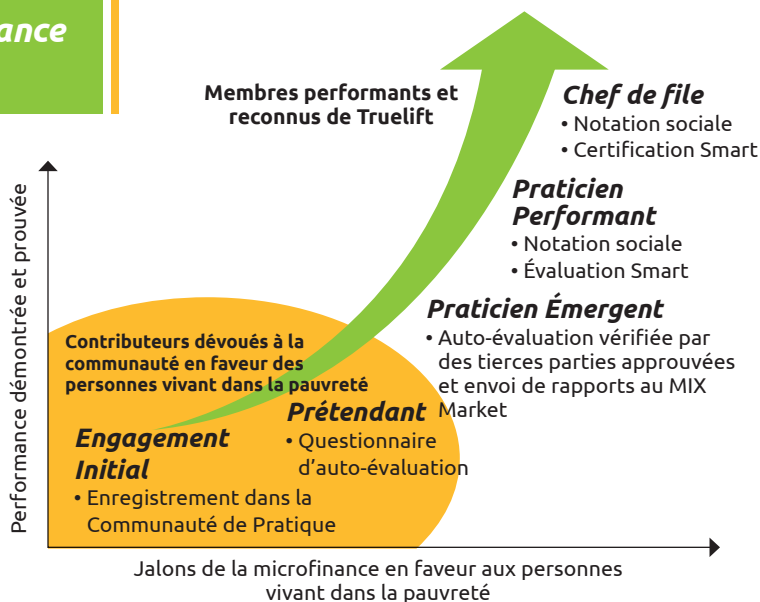 ance
Membres performants et
reconnus de Truelift
Chef de file
• Notation sociale
• Certification Smart
Praticien
Performant
• Notation sociale
• Évaluation Smart
Praticien Émergent
• Auto-évaluation vérifiée par
des tierces parties approuvées
et envoi de rapports au MIX
Market
Contributeurs dévoués à la
communauté en faveur des
personnes vivant dans la pauvreté
Prétendant
• Questionnaire
d’auto-évaluation
Engagement
Initial
• Enregistrement dans la
Communauté de Pratique
Performance démontrée et prouvée
Jalons de la microfinance en faveur aux personnes
vivant dans la pauvreté